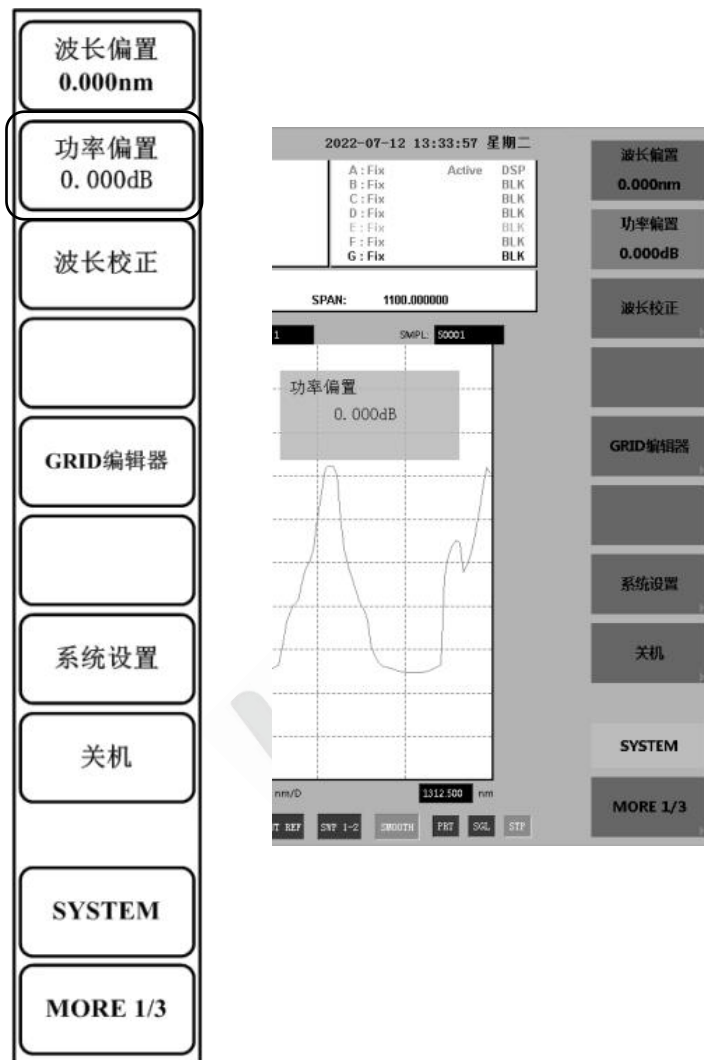 波长偏置
0.000nm
功率偏置
0.000dB
波长校正
GRID编辑器
系统设置
关机
SYSTEM
MORE 1/3
2022-07-12 13:33:57 星期二
A:Fix Active DSP
B:Fix BLK
C:Fix BLK
D:Fix BLK
E:Fix BLK
F:Fix BLK
G:Fix BLK
SPAN: 1100.000000
1 SMPL: 50001
功率偏置
0.000dB
nm/D 1312.500 nm
REF SWP 1-2 SMOOTH PRT SGL STP
波长偏置
0.000nm
功率偏置
0.000dB
波长校正
GRID编辑器
系统设置
关机
SYSTEM
MORE 1/3